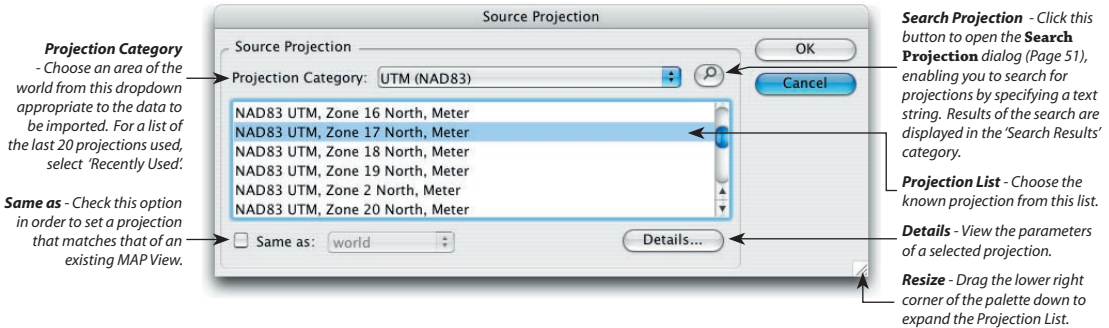 Source Projection
Projection Category
- Choose an area of the
world from this dropdown
appropriate to the data to
be imported. For a list of
the last 20 projections used,
select ‘Recently Used’.
Same as - Check this option
in order to set a projection
that matches that of an
existing MAP View.
Source Projection
Projection Category: UTM (NAD83)
NAD83 UTM, Zone 16 North, Meter
NAD83 UTM, Zone 17 North, Meter
NAD83 UTM, Zone 18 North, Meter
NAD83 UTM, Zone 19 North, Meter
NAD83 UTM, Zone 2 North, Meter
NAD83 UTM, Zone 20 North, Meter
Same as: world
Details...
OK
Cancel
Search Projection - Click this
button to open the Search
Projection dialog (Page 51),
enabling you to search for
projections by specifying a text
string. Results of the search are
displayed in the ‘Search Results’
category.
Projection List - Choose the
known projection from this list.
Details - View the parameters
of a selected projection.
Resize - Drag the lower right
corner of the palette down to
expand the Projection List.